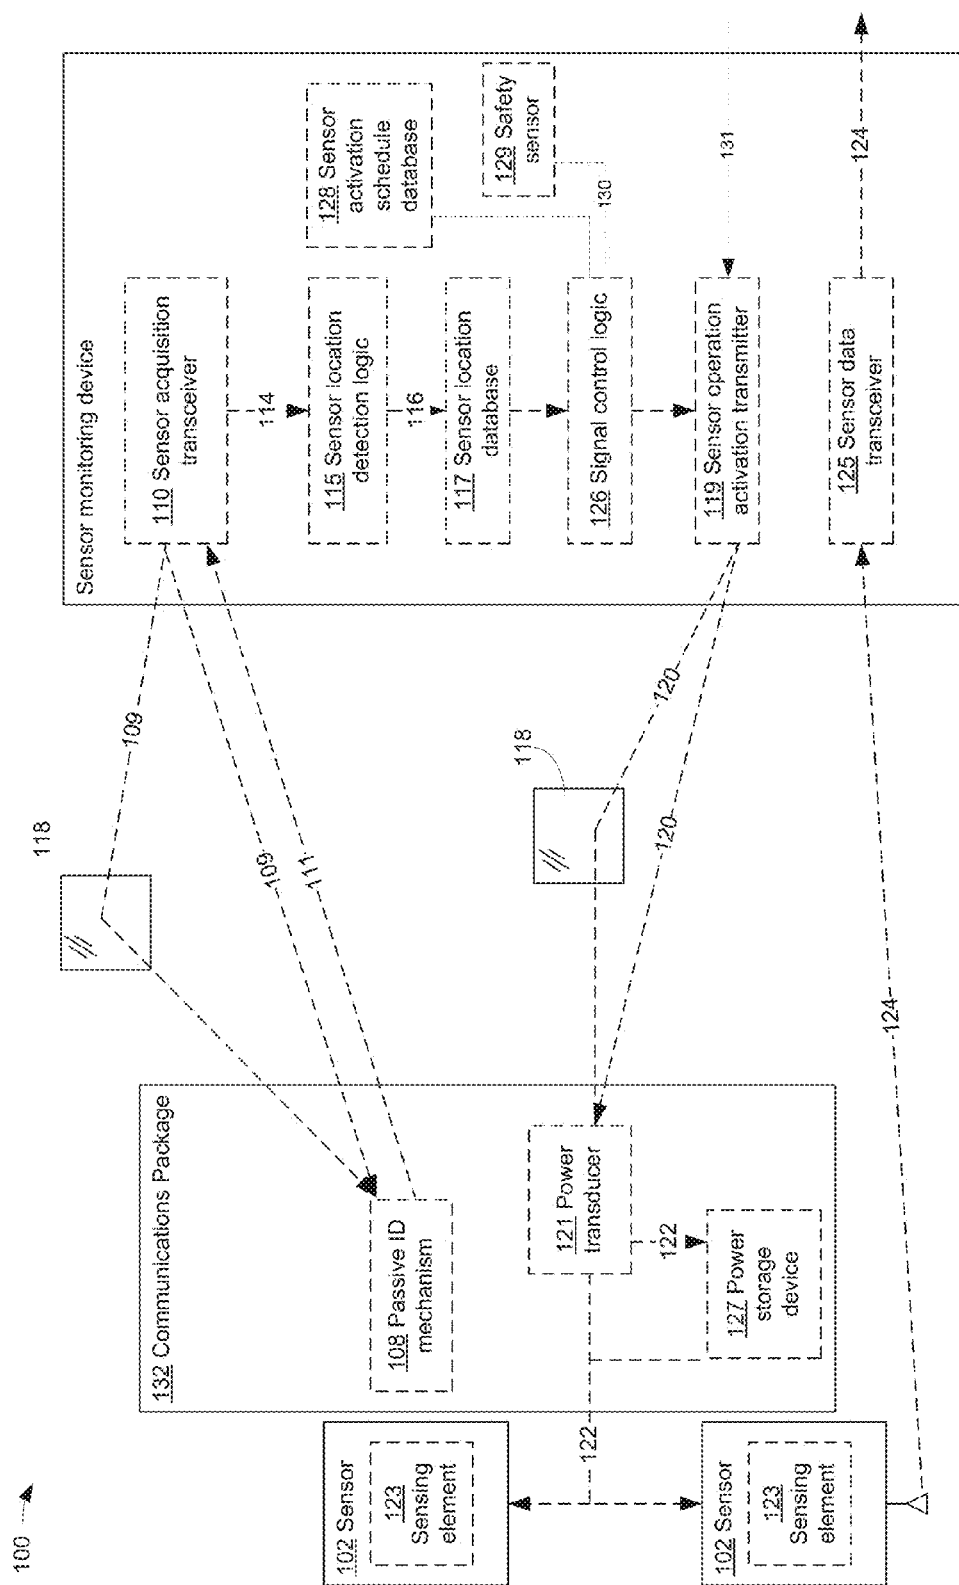 100
102 Sensor
123
Sensing
element
102 Sensor
123
Sensing
element
122
132 Communications Package
108 Passive ID
mechanism
121 Power
transducer
122
127 Power
storage
device
118
109
109
111
118
120
120
124
Sensor monitoring device
110 Sensor acquisition
transceiver
114
115 Sensor location
detection logic
116
117 Sensor location
database
126 Signal control logic
119 Sensor operation
activation transmitter
125 Sensor data
transceiver
128 Sensor
activation
schedule
database
129 Safety
sensor
130
131
124